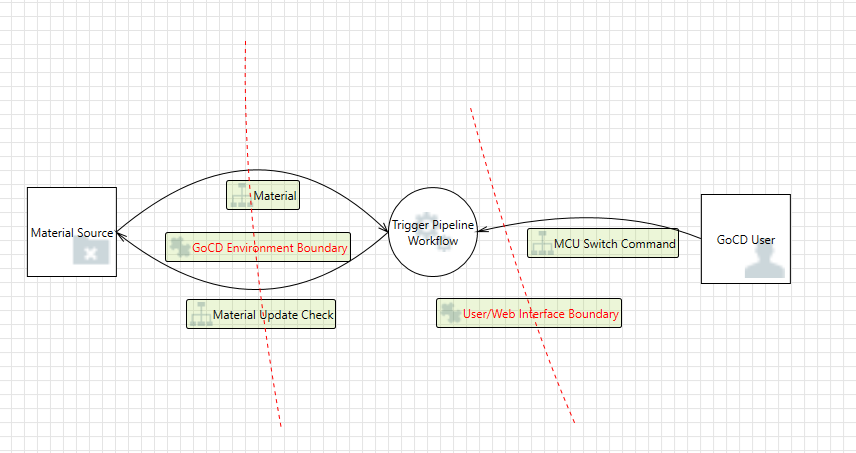 Material
Material Source
Trigger Pipeline
Workflow
GoCD User
MCU Switch Command
GoCD Environment Boundary
Material Update Check
User/Web Interface Boundary